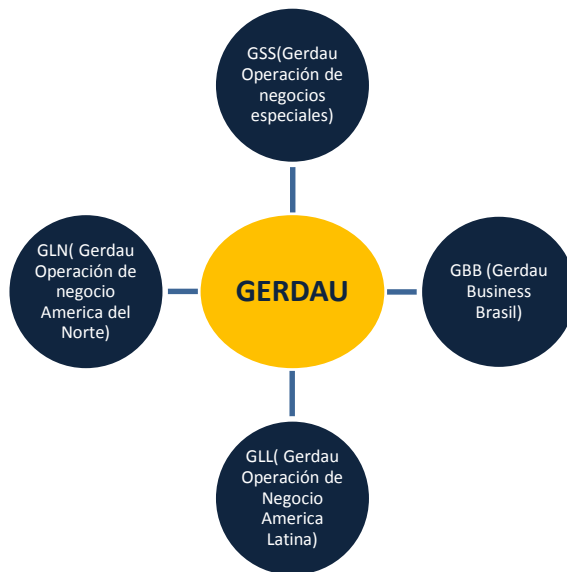 GSS(Gerdau
Operación de
negocios
especiales)
GLN( Gerdau
Operación de
negocio
America del
Norte)
GERDAU
GBB (Gerdau
Business
Brasil)
GLL( Gerdau
Operación de
Negocio
America
Latina)